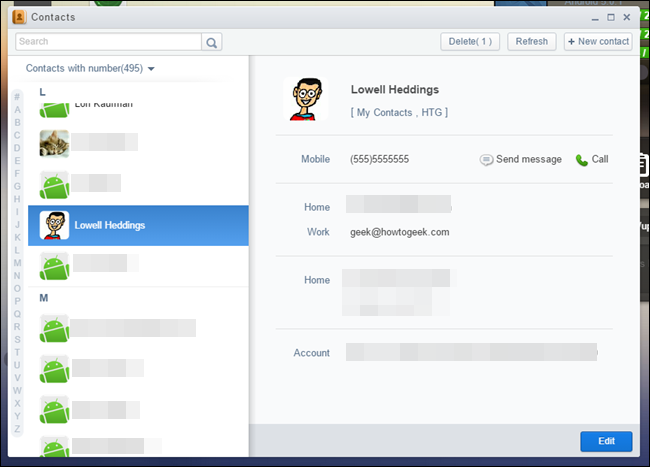 Contacts
Search
Delete( 1 )
Refresh
+ New contact
Contacts with number(495)
L
Lori Kaufman
Lowell Heddings
M
#
A
B
C
D
E
F
G
H
I
J
K
L
M
N
O
P
Q
R
S
T
U
V
W
X
Y
Z
Lowell Heddings
[ My Contacts , HTG ]
Mobile (555)5555555 Send message Call
Home
Work geek@howtogeek.com
Home
Account
Edit